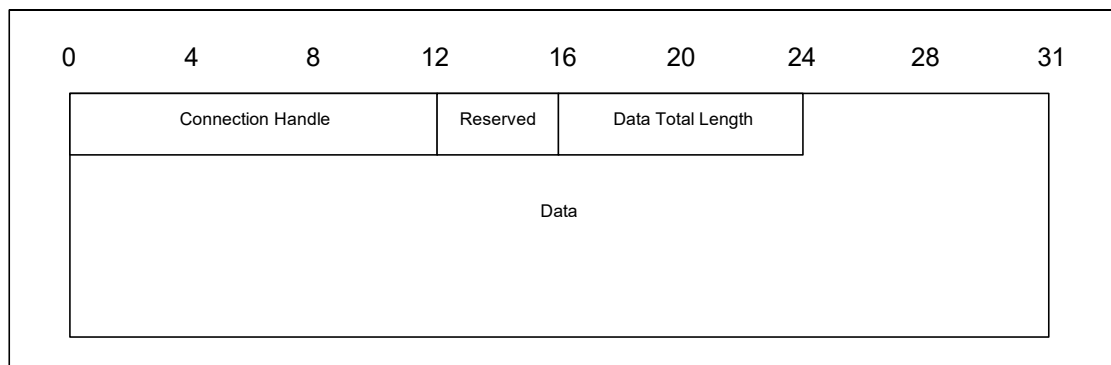 0 4 8 12 16 20 24 28 31
Connection Handle Reserved Data Total Length
Data